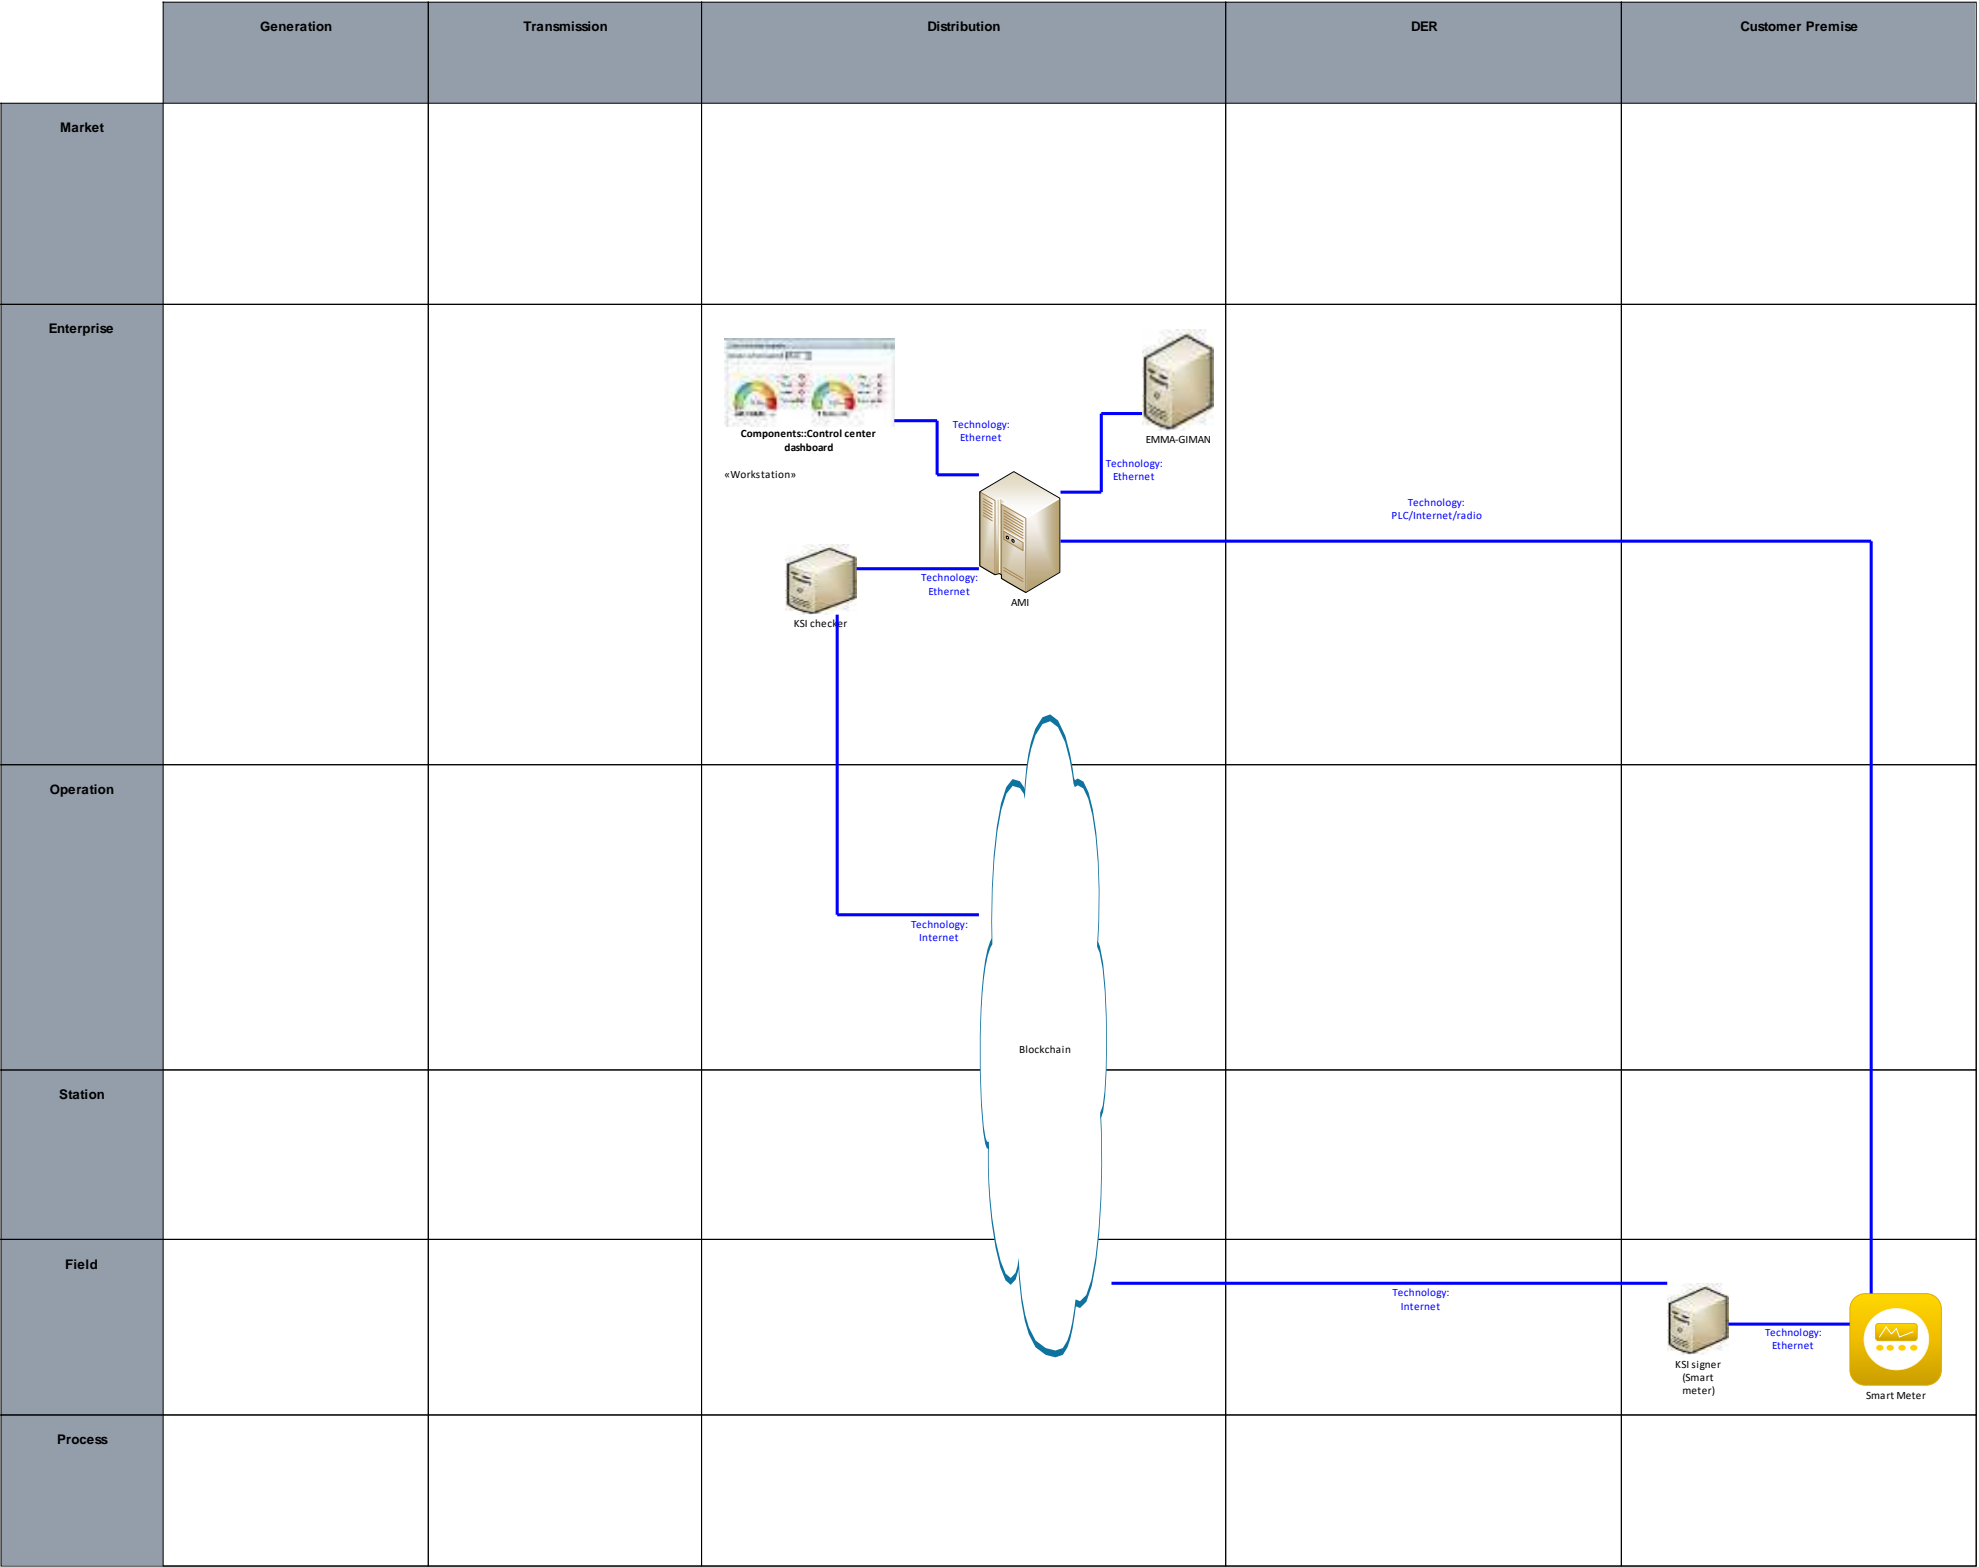 Generation
Transmission
Distribution
DER
Customer Premise
Market
Enterprise
Components::Control center
dashboard
«Workstation»
Technology:
Ethernet
EMMA-GIMAN
Technology:
Ethernet
Technology:
PLC/Internet/radio
AMI
Technology:
Ethernet
KSI checker
Operation
Technology:
Internet
Blockchain
Station
Field
Technology:
Internet
KSI signer
(Smart
meter)
Technology:
Ethernet
Smart Meter
Process